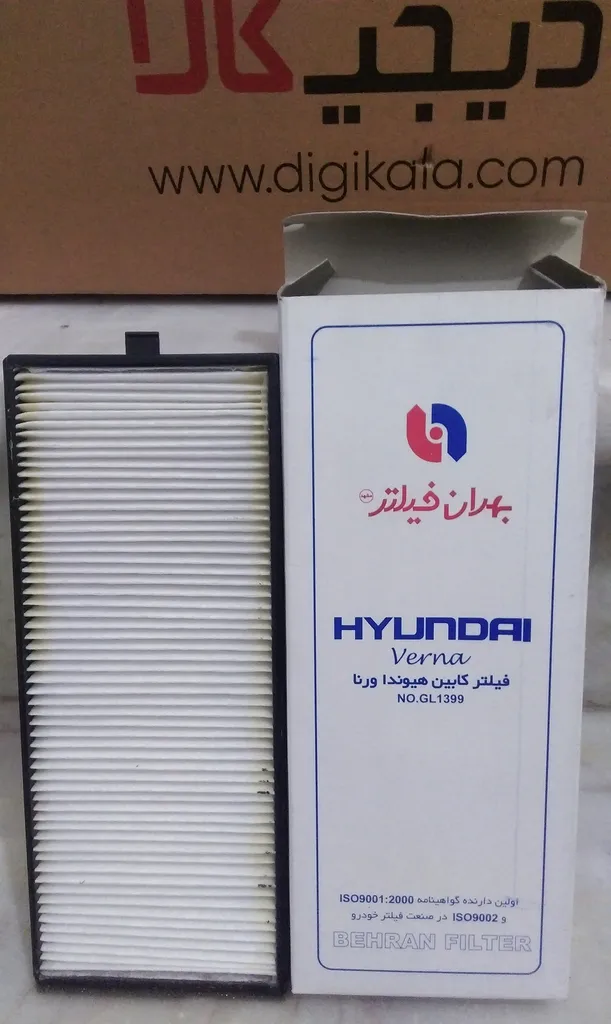 دیجی‌کالا
www.digikala.com
بهران فیلتر
HYUNDAI
Verna
فیلتر کابین هیوندا ورنا
NO.GL1399
اولین دارنده گواهینامه ISO9001:2000
و ISO9002 در صنعت فیلتر خودرو
BEHRAN FILTER